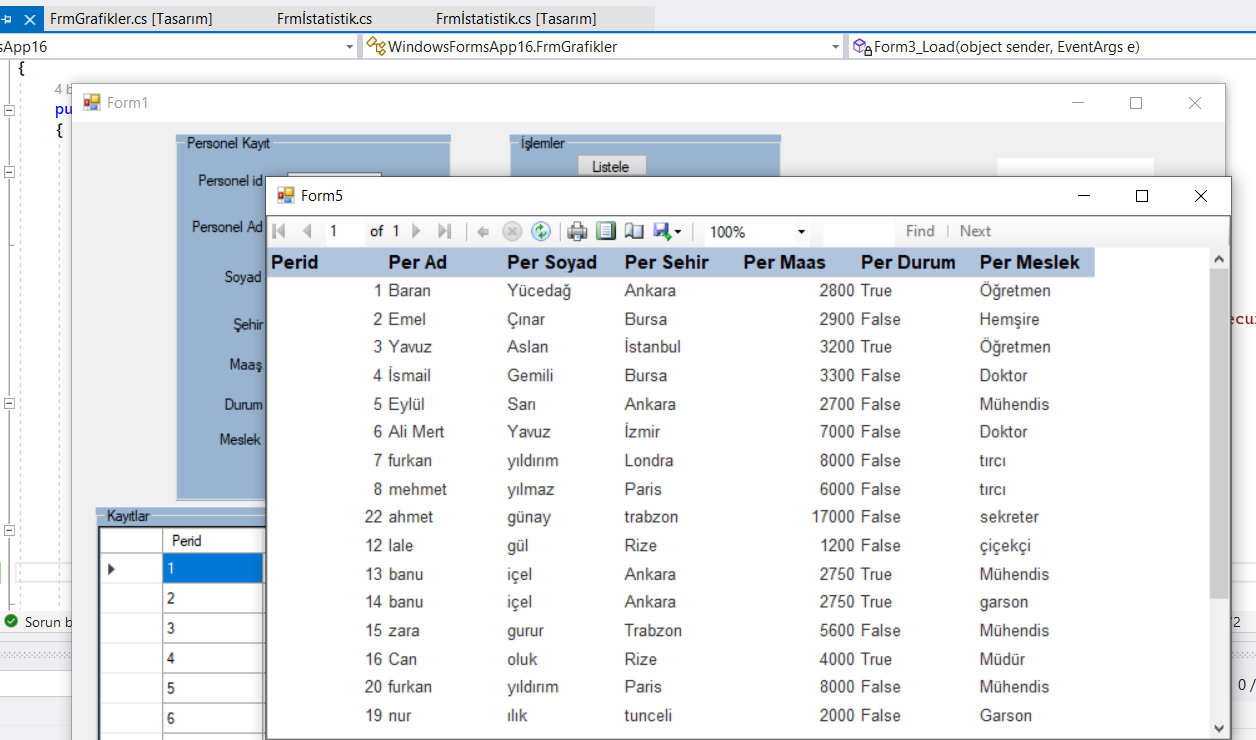 FrmGrafikler.cs [Tasarım] Frmİstatistik.cs Frmİstatistik.cs [Tasarım]
sApp16 WindowsFormsApp16.FrmGrafikler Form3_Load(object sender, EventArgs e)
{
4 b
pu
{
Form1
Personel Kayıt
Personel id
Personel Ad
Soyad
Şehir
Maaş
Durum
Meslek
İşlemler
Listele
Kayıtlar
Perid
1
2
3
4
5
6
Form5
1 of 1 100% Find | Next
Perid Per Ad Per Soyad Per Sehir Per Maas Per Durum Per Meslek
1 Baran Yücedağ Ankara 2800 True Öğretmen
2 Emel Çınar Bursa 2900 False Hemşire
3 Yavuz Aslan İstanbul 3200 True Öğretmen
4 İsmail Gemili Bursa 3300 False Doktor
5 Eylül Sarı Ankara 2700 False Mühendis
6 Ali Mert Yavuz İzmir 7000 False Doktor
7 furkan yıldırım Londra 8000 False tırcı
8 mehmet yılmaz Paris 6000 False tırcı
22 ahmet günay trabzon 17000 False sekreter
12 lale gül Rize 1200 False çiçekçi
13 banu içel Ankara 2750 True Mühendis
14 banu içel Ankara 2750 True garson
15 zara gurur Trabzon 5600 False Mühendis
16 Can oluk Rize 4000 True Müdür
20 furkan yıldırım Paris 8000 False Mühendis
19 nur ılık tunceli 2000 False Garson
Sorun b
0 /